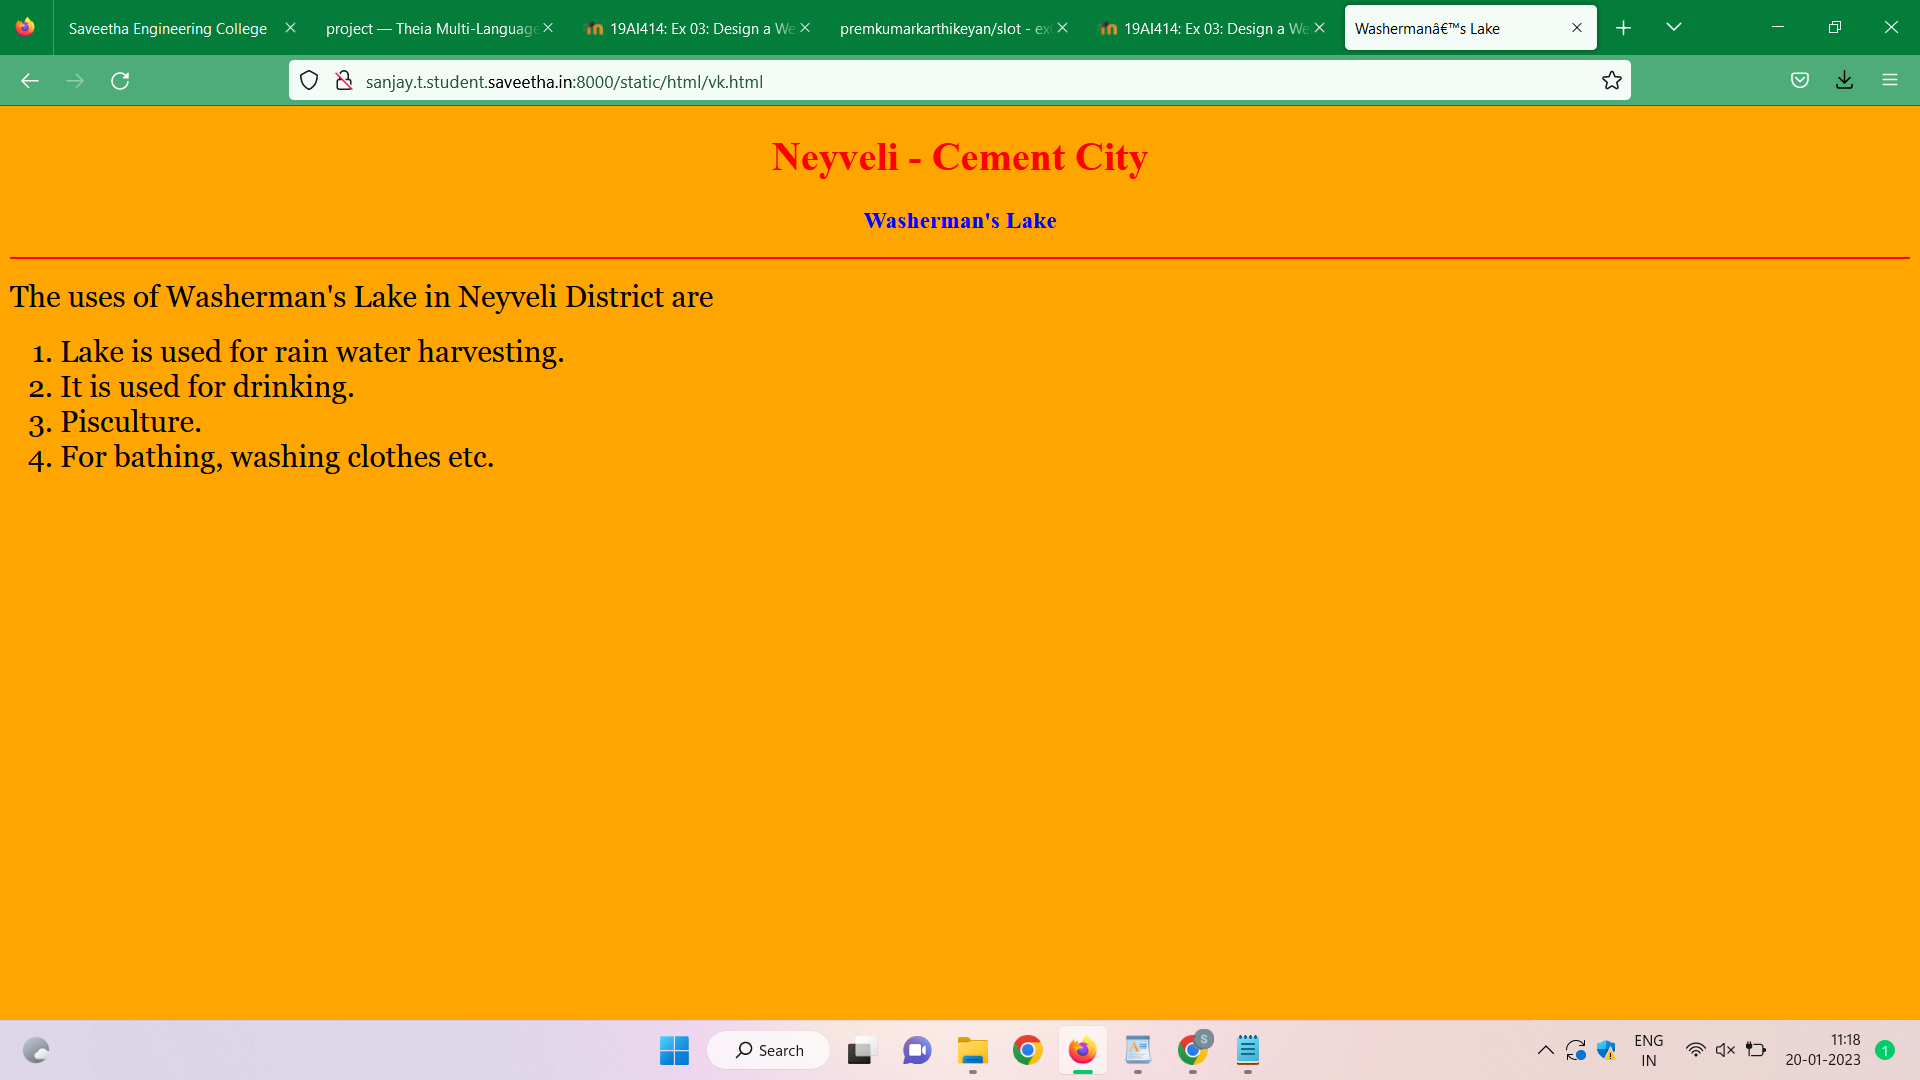 Saveetha Engineering College
project — Theia Multi-Language
19AI414: Ex 03: Design a We
premkumarkarthikeyan/slot - ex
19AI414: Ex 03: Design a We
Washermanâ€™s Lake
sanjay.t.student.saveetha.in:8000/static/html/vk.html
Neyveli - Cement City
Washerman's Lake
The uses of Washerman's Lake in Neyveli District are
1. Lake is used for rain water harvesting.
2. It is used for drinking.
3. Pisculture.
4. For bathing, washing clothes etc.
Search
S
ENG
IN
11:18
20-01-2023
1